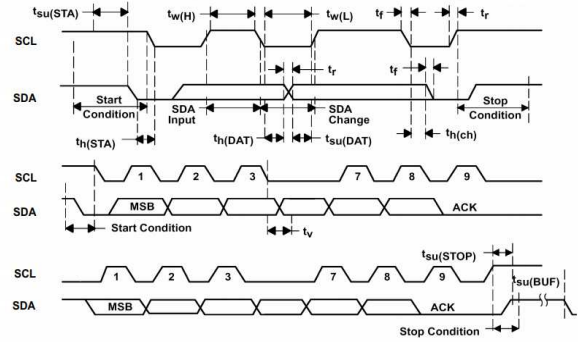 tsu(STA) tw(H) tw(L) tf tr
SCL
tr tf
SDA
Start Condition SDA Input SDA Change Stop Condition
th(STA) th(DAT) tsu(DAT) th(ch)
SCL 1 2 3 7 8 9
SDA MSB ACK
Start Condition tv
tsu(STOP)
SCL 1 2 3 7 8 9 tsu(BUF)
SDA MSB ACK
Stop Condition